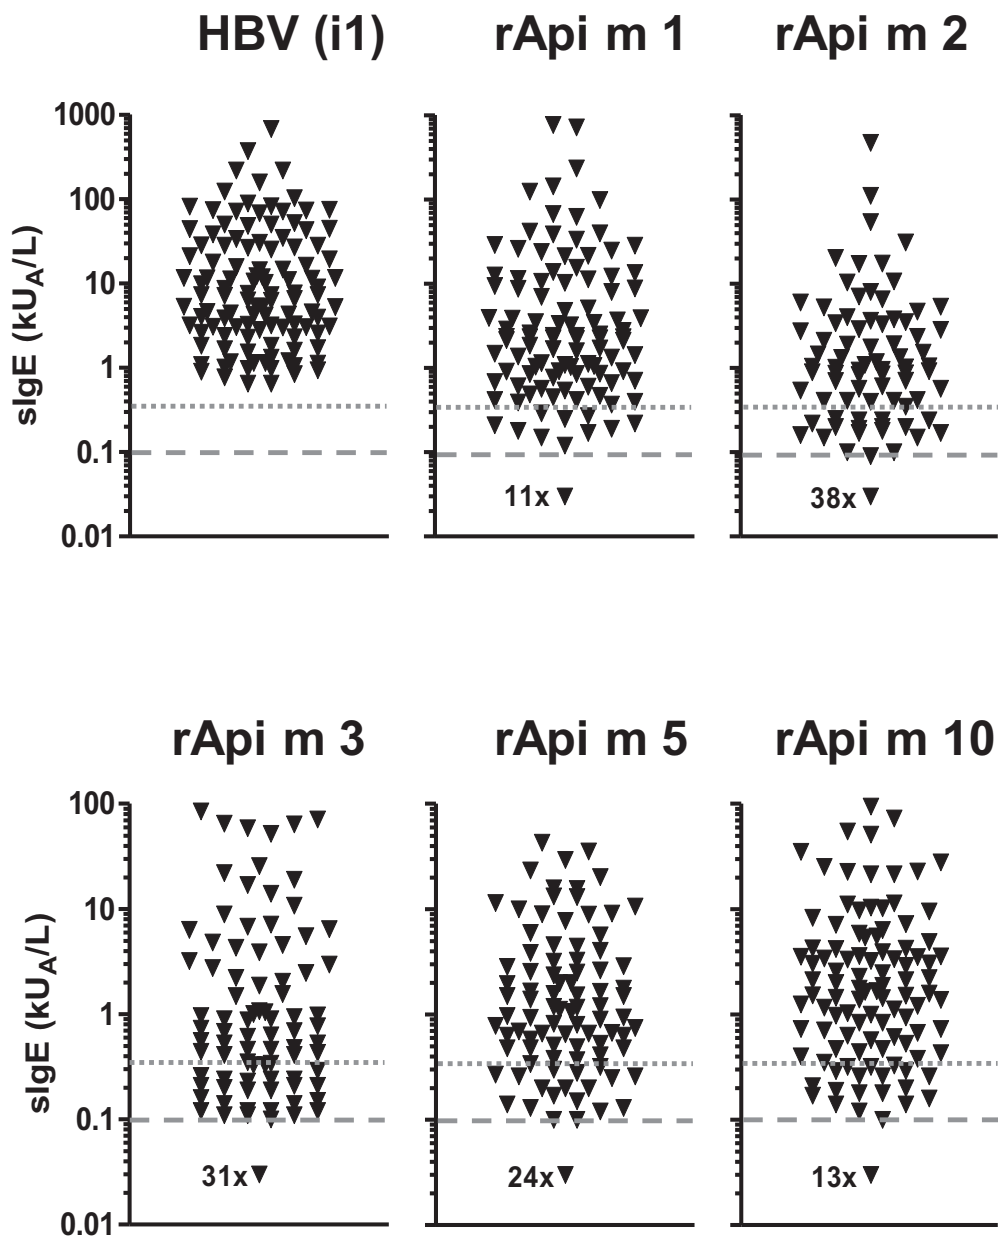 HBV (i1) rApi m 1 rApi m 2
sIgE (kUA/L)
1000
100
10
1
0.1
0.01
11x
38x
rApi m 3 rApi m 5 rApi m 10
sIgE (kUA/L)
100
10
1
0.1
0.01
31x
24x
13x